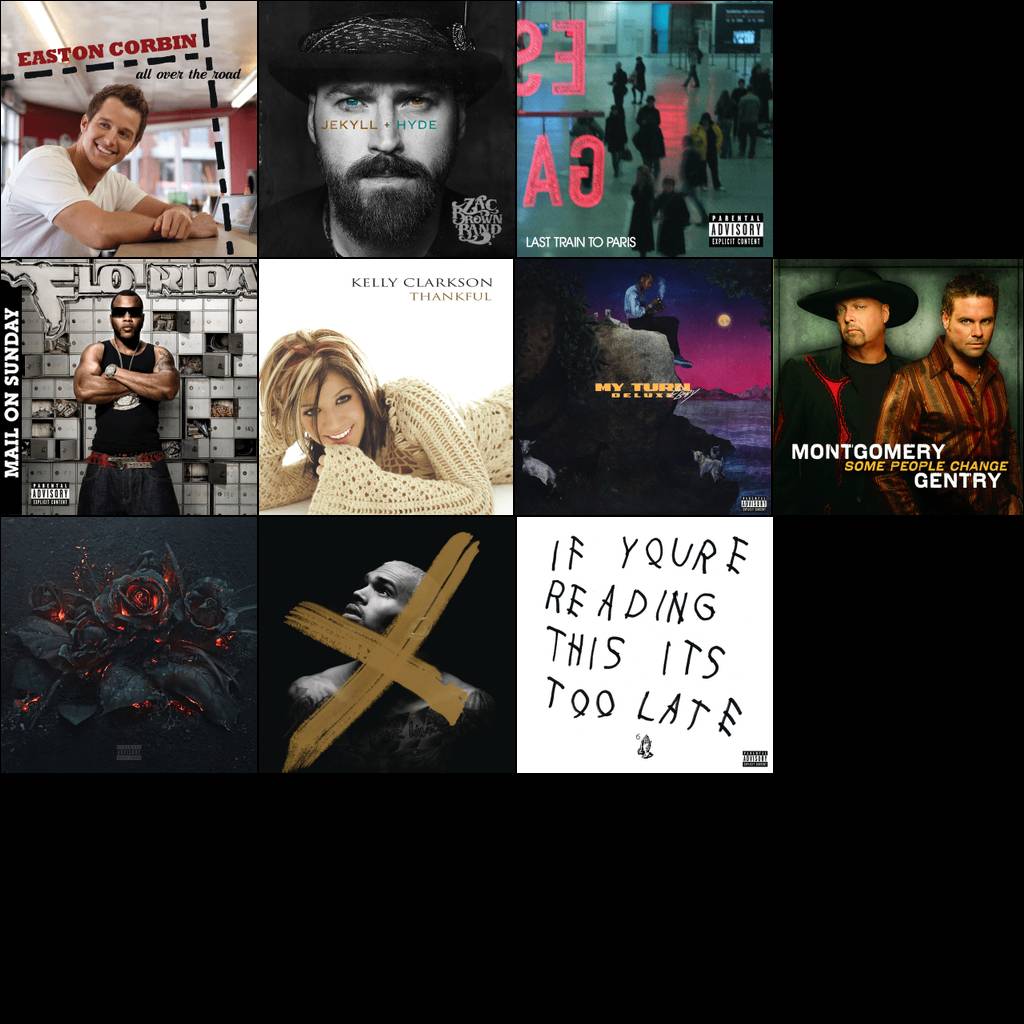 EASTON CORBIN
all over the road
JEKYLL + HYDE
ZAC
BROWN
BAND
ES
GA
LAST TRAIN TO PARIS
PARENTAL
ADVISORY
EXPLICIT CONTENT
FLO RIDA
MAIL ON SUNDAY
PARENTAL
ADVISORY
EXPLICIT CONTENT
KELLY CLARKSON
THANKFUL
MY TURN
DELUXE
PARENTAL
ADVISORY
EXPLICIT CONTENT
MONTGOMERY
SOME PEOPLE CHANGE
GENTRY
IF YOURE
READING
THIS ITS
TOO LATE
6
PARENTAL
ADVISORY
EXPLICIT CONTENT